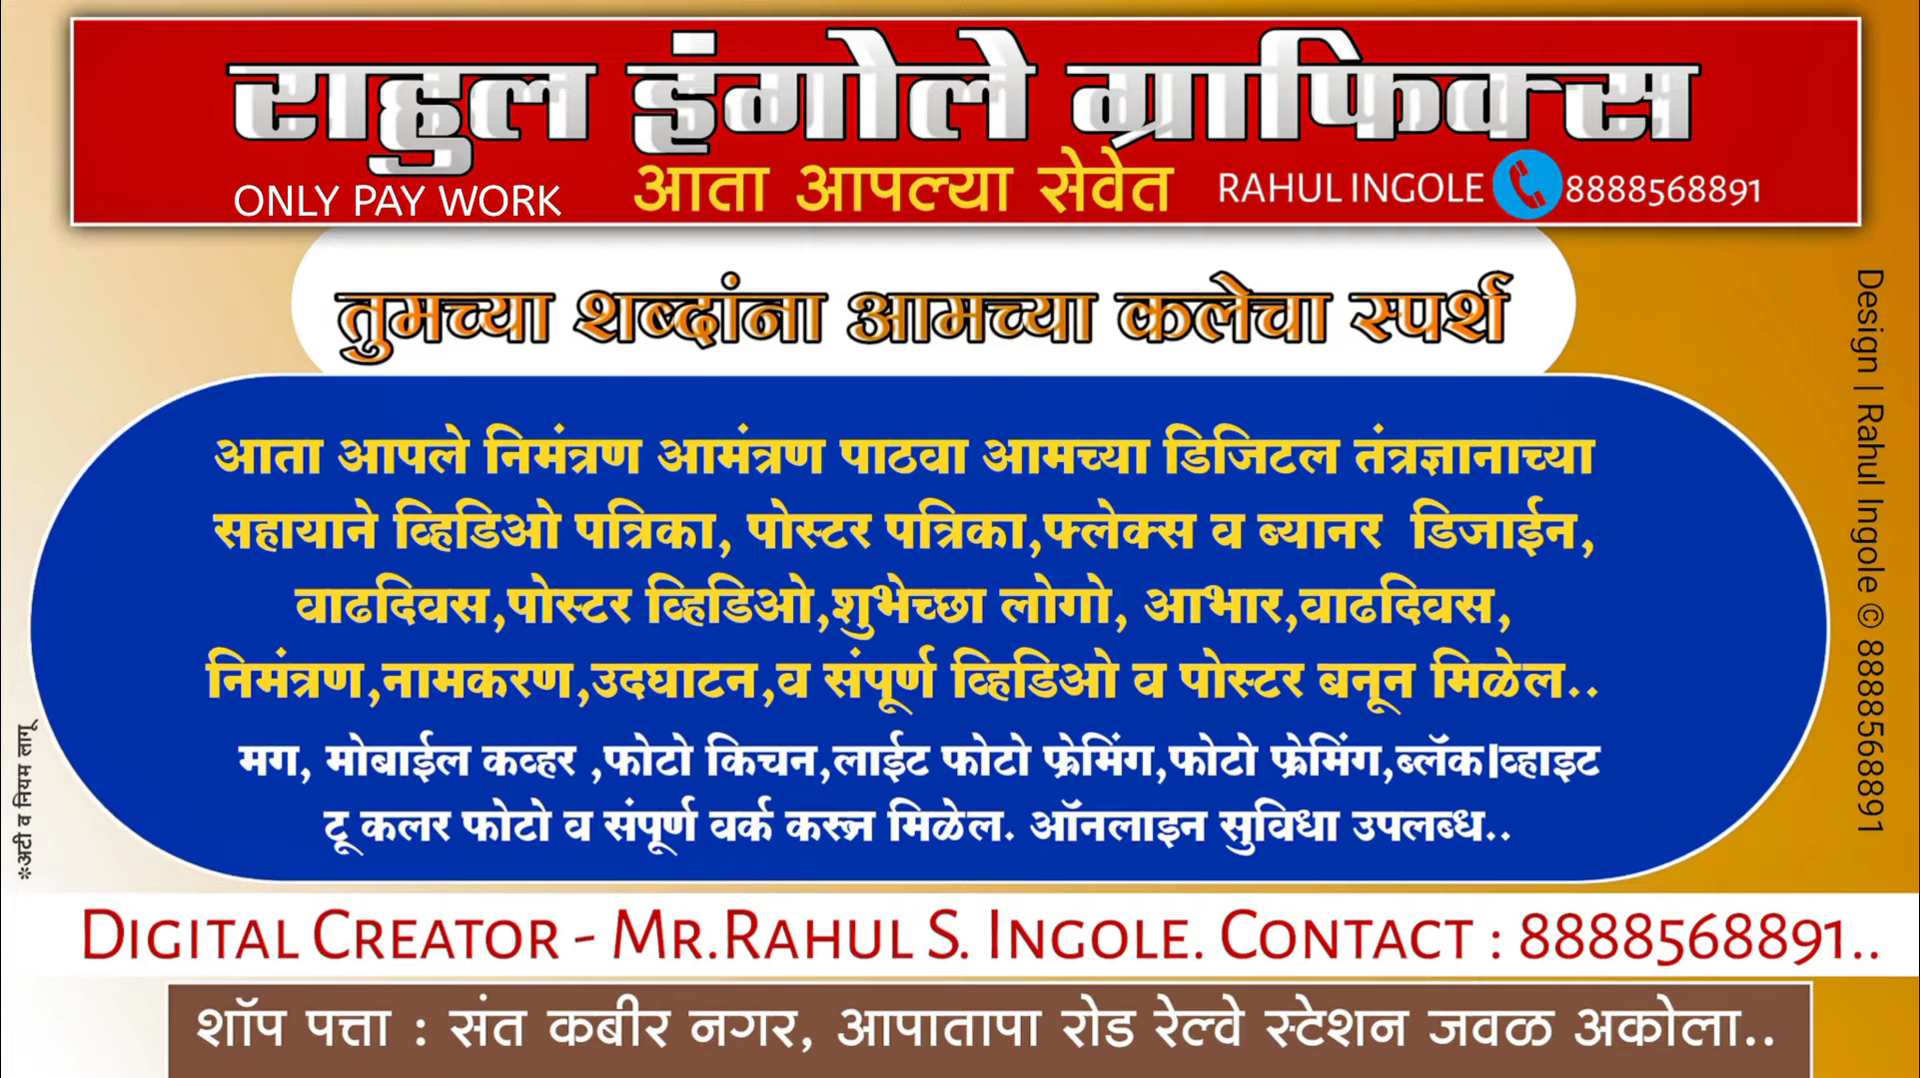 राहुल इंगोले ग्राफिक्स
ONLY PAY WORK आता आपल्या सेवेत RAHUL INGOLE 8888568891
तुमच्या शब्दांना आमच्या कलेचा स्पर्श
आता आपले निमंत्रण आमंत्रण पाठवा आमच्या डिजिटल तंत्रज्ञानाच्या
सहायाने व्हिडिओ पत्रिका, पोस्टर पत्रिका,फ्लेक्स व ब्यानर डिजाईन,
वाढदिवस,पोस्टर व्हिडिओ,शुभेच्छा लोगो, आभार,वाढदिवस,
निमंत्रण,नामकरण,उदघाटन,व संपूर्ण व्हिडिओ व पोस्टर बनून मिळेल..
मग, मोबाईल कव्हर ,फोटो किचन,लाईट फोटो फ्रेमिंग,फोटो फ्रेमिंग,ब्लॅक|व्हाइट
टू कलर फोटो व संपूर्ण वर्क करून मिळेल. ऑनलाइन सुविधा उपलब्ध..
DIGITAL CREATOR - MR.RAHUL S. INGOLE. CONTACT : 8888568891..
शॉप पत्ता : संत कबीर नगर, आपातापा रोड रेल्वे स्टेशन जवळ अकोला..
Design | Rahul Ingole © 8888568891
*अटी व नियम लागू